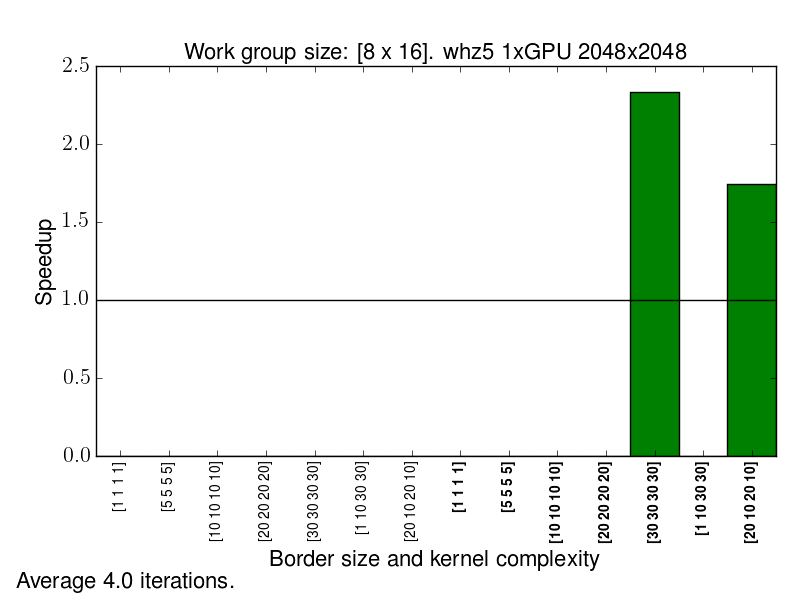 Work group size: [8 x 16]. whz5 1xGPU 2048x2048
2.5
2.0
1.5
1.0
0.5
0.0
Speedup
[1 1 1 1]
[5 5 5 5]
[10 10 10 10]
[20 20 20 20]
[30 30 30 30]
[1 10 30 30]
[20 10 20 10]
[1 1 1 1]
[5 5 5 5]
[10 10 10 10]
[20 20 20 20]
[30 30 30 30]
[1 10 30 30]
[20 10 20 10]
Border size and kernel complexity
Average 4.0 iterations.